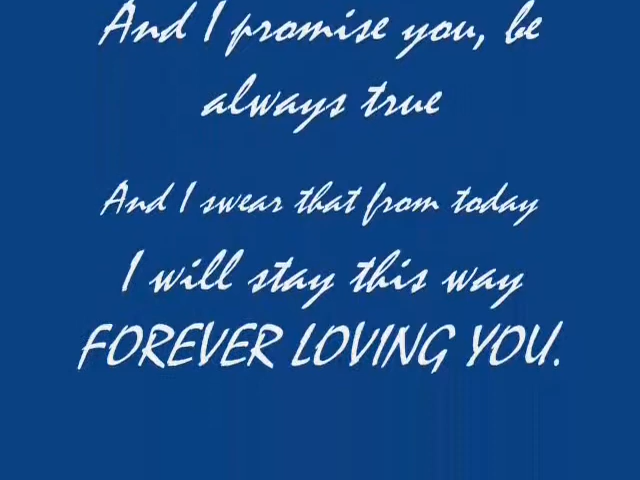 And I promise you, be
always true
And I swear that from today
I will stay this way
FOREVER LOVING YOU.